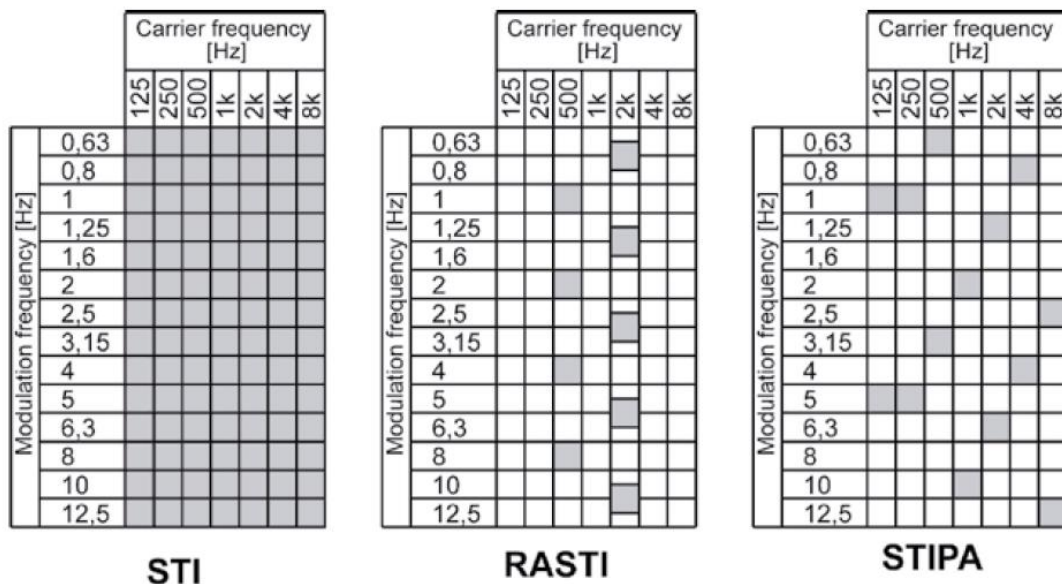 Carrier frequency
[Hz]
125 250 500 1k 2k 4k 8k
Modulation frequency [Hz]
0,63
0,8
1
1,25
1,6
2
2,5
3,15
4
5
6,3
8
10
12,5
STI
Carrier frequency
[Hz]
125 250 500 1k 2k 4k 8k
Modulation frequency [Hz]
0,63
0,8
1
1,25
1,6
2
2,5
3,15
4
5
6,3
8
10
12,5
RASTI
Carrier frequency
[Hz]
125 250 500 1k 2k 4k 8k
Modulation frequency [Hz]
0,63
0,8
1
1,25
1,6
2
2,5
3,15
4
5
6,3
8
10
12,5
STIPA